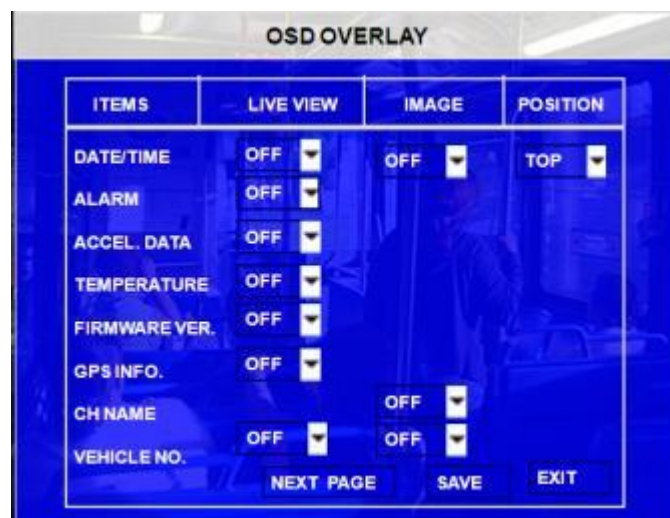 OSD OVERLAY
ITEMS LIVE VIEW IMAGE POSITION
DATE/TIME OFF OFF TOP
ALARM OFF
ACCEL. DATA OFF
TEMPERATURE OFF
FIRMWARE VER. OFF
GPS INFO. OFF
CH NAME OFF
VEHICLE NO. OFF OFF
NEXT PAGE SAVE EXIT